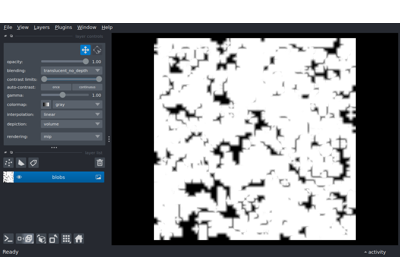 File View Layers Plugins Window Help
opacity: 1.00
blending: translucent_no_depth
contrast limits:
auto-contrast: once continuous
gamma: 1.00
colormap: gray
interpolation: linear
depiction: volume
rendering: mip
blobs
Ready activity